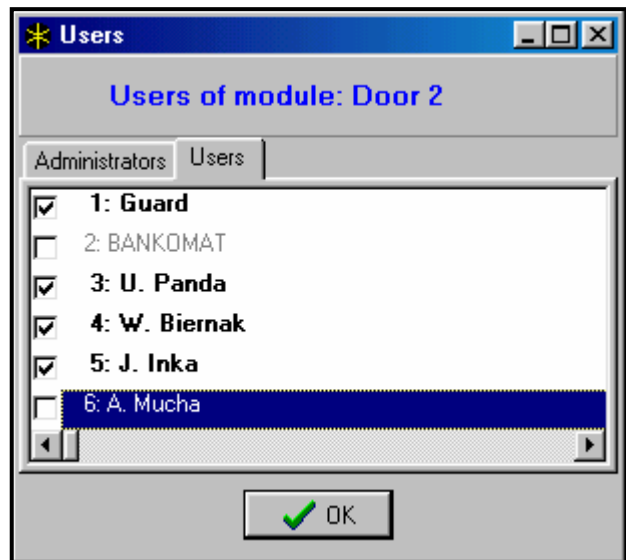 Users
Users of module: Door 2
Administrators Users
1: Guard
2: BANKOMAT
3: U. Panda
4: W. Biernak
5: J. Inka
6: A. Mucha
OK